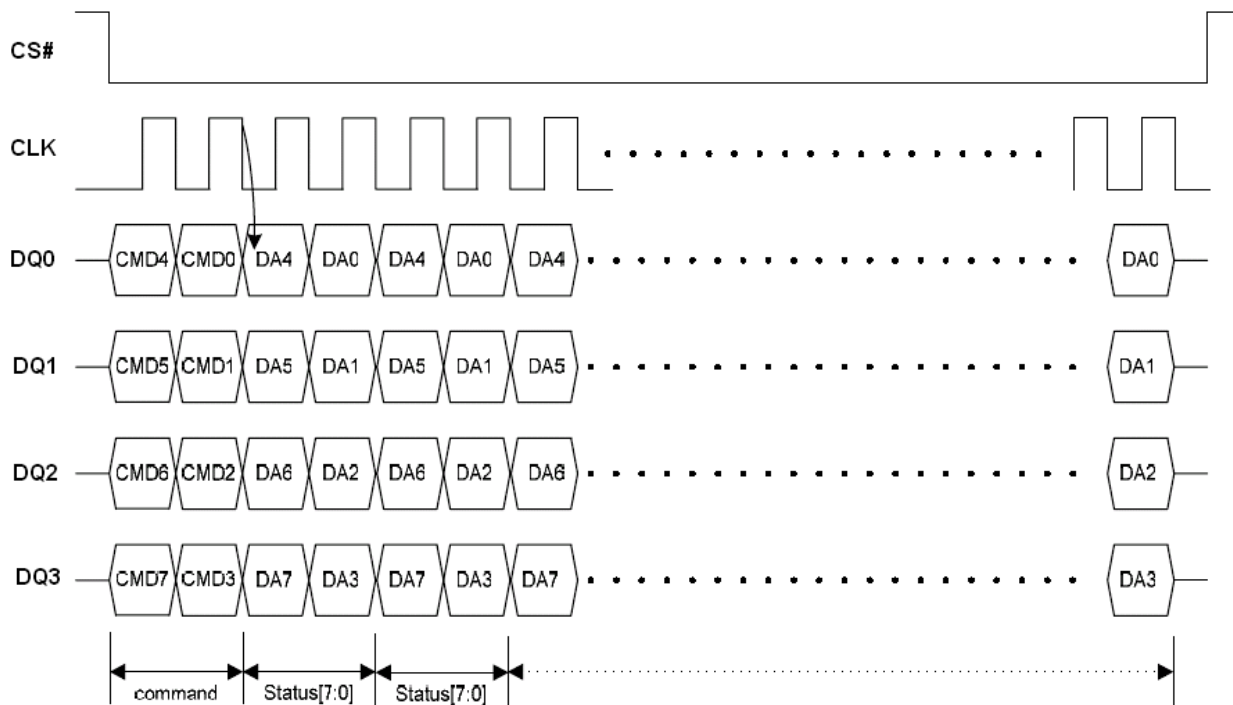 CS#
CLK
DQ0 CMD4 CMD0 DA4 DA0 DA4 DA0 DA4 DA0
DQ1 CMD5 CMD1 DA5 DA1 DA5 DA1 DA5 DA1
DQ2 CMD6 CMD2 DA6 DA2 DA6 DA2 DA6 DA2
DQ3 CMD7 CMD3 DA7 DA3 DA7 DA3 DA7 DA3
command Status[7:0] Status[7:0]